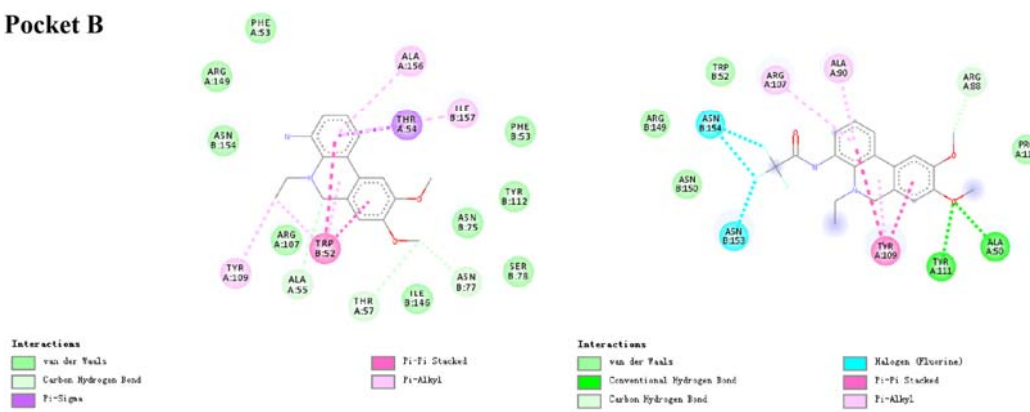 Pocket B
PHE
A:53
ARG
A:149
ASN
B:154
ALA
A:156
THR
A:54
ILE
B:157
PHE
B:53
TYR
B:112
ASN
B:75
SER
B:78
ARG
B:107
TRP
B:52
TYR
A:109
ALA
A:55
THR
A:57
ILE
B:146
ASN
B:77
N
N
O
O
Interactions
van der Waals
Carbon Hydrogen Bond
Pi-Sigma
Pi-Pi Stacked
Pi-Alkyl
TRP
B:52
ARG
A:107
ALA
A:90
ARG
A:88
ARG
B:149
ASN
B:154
ASN
B:150
ASN
B:153
TYR
A:109
TYR
A:111
ALA
A:50
O
NH
N
O
O
Interactions
van der Waals
Conventional Hydrogen Bond
Carbon Hydrogen Bond
Halogen (Fluorine)
Pi-Pi Stacked
Pi-Alkyl